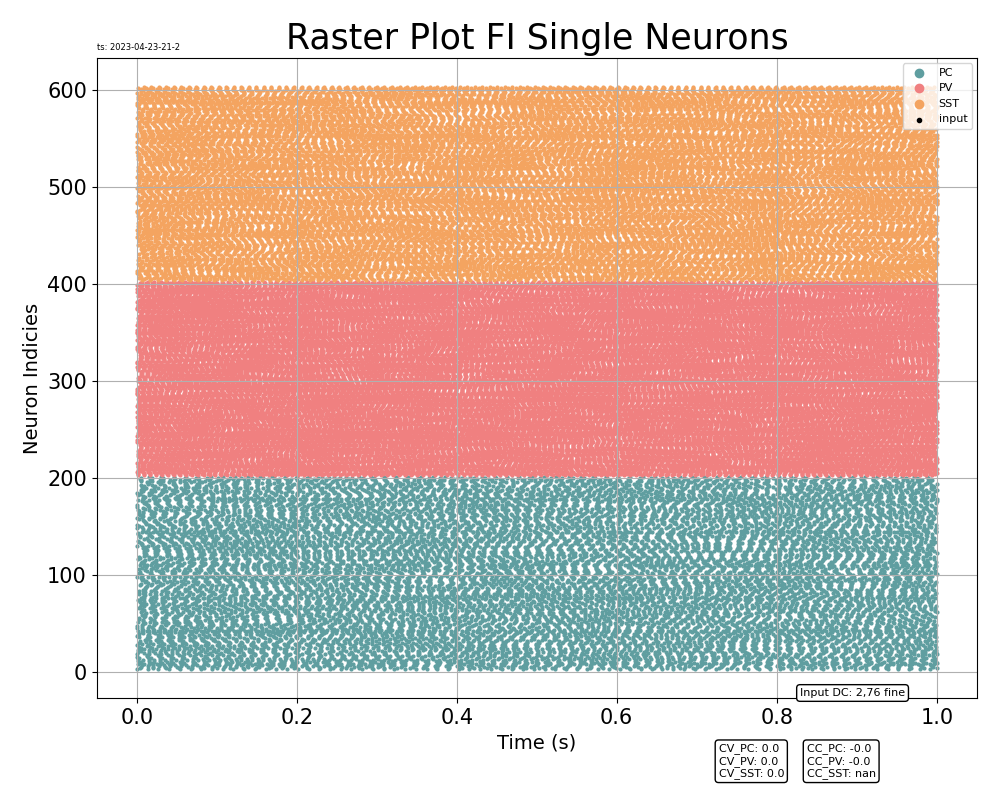 Raster Plot FI Single Neurons
ts: 2023-04-23-21-2
PC
PV
SST
input
600
500
400
300
200
100
0
Neuron Indicies
0.0 0.2 0.4 0.6 0.8 1.0
Time (s)
Input DC: 2,76 fine
CV_PC: 0.0
CV_PV: 0.0
CV_SST: 0.0
CC_PC: -0.0
CC_PV: -0.0
CC_SST: nan